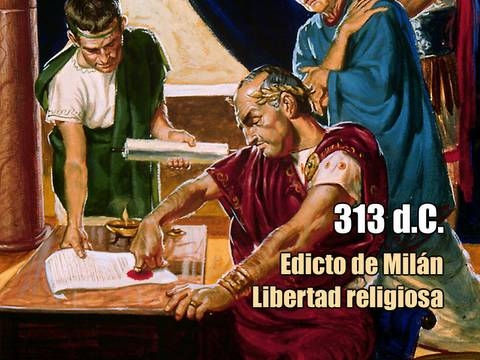 313 d.C.
Edicto de Milán
Libertad religiosa